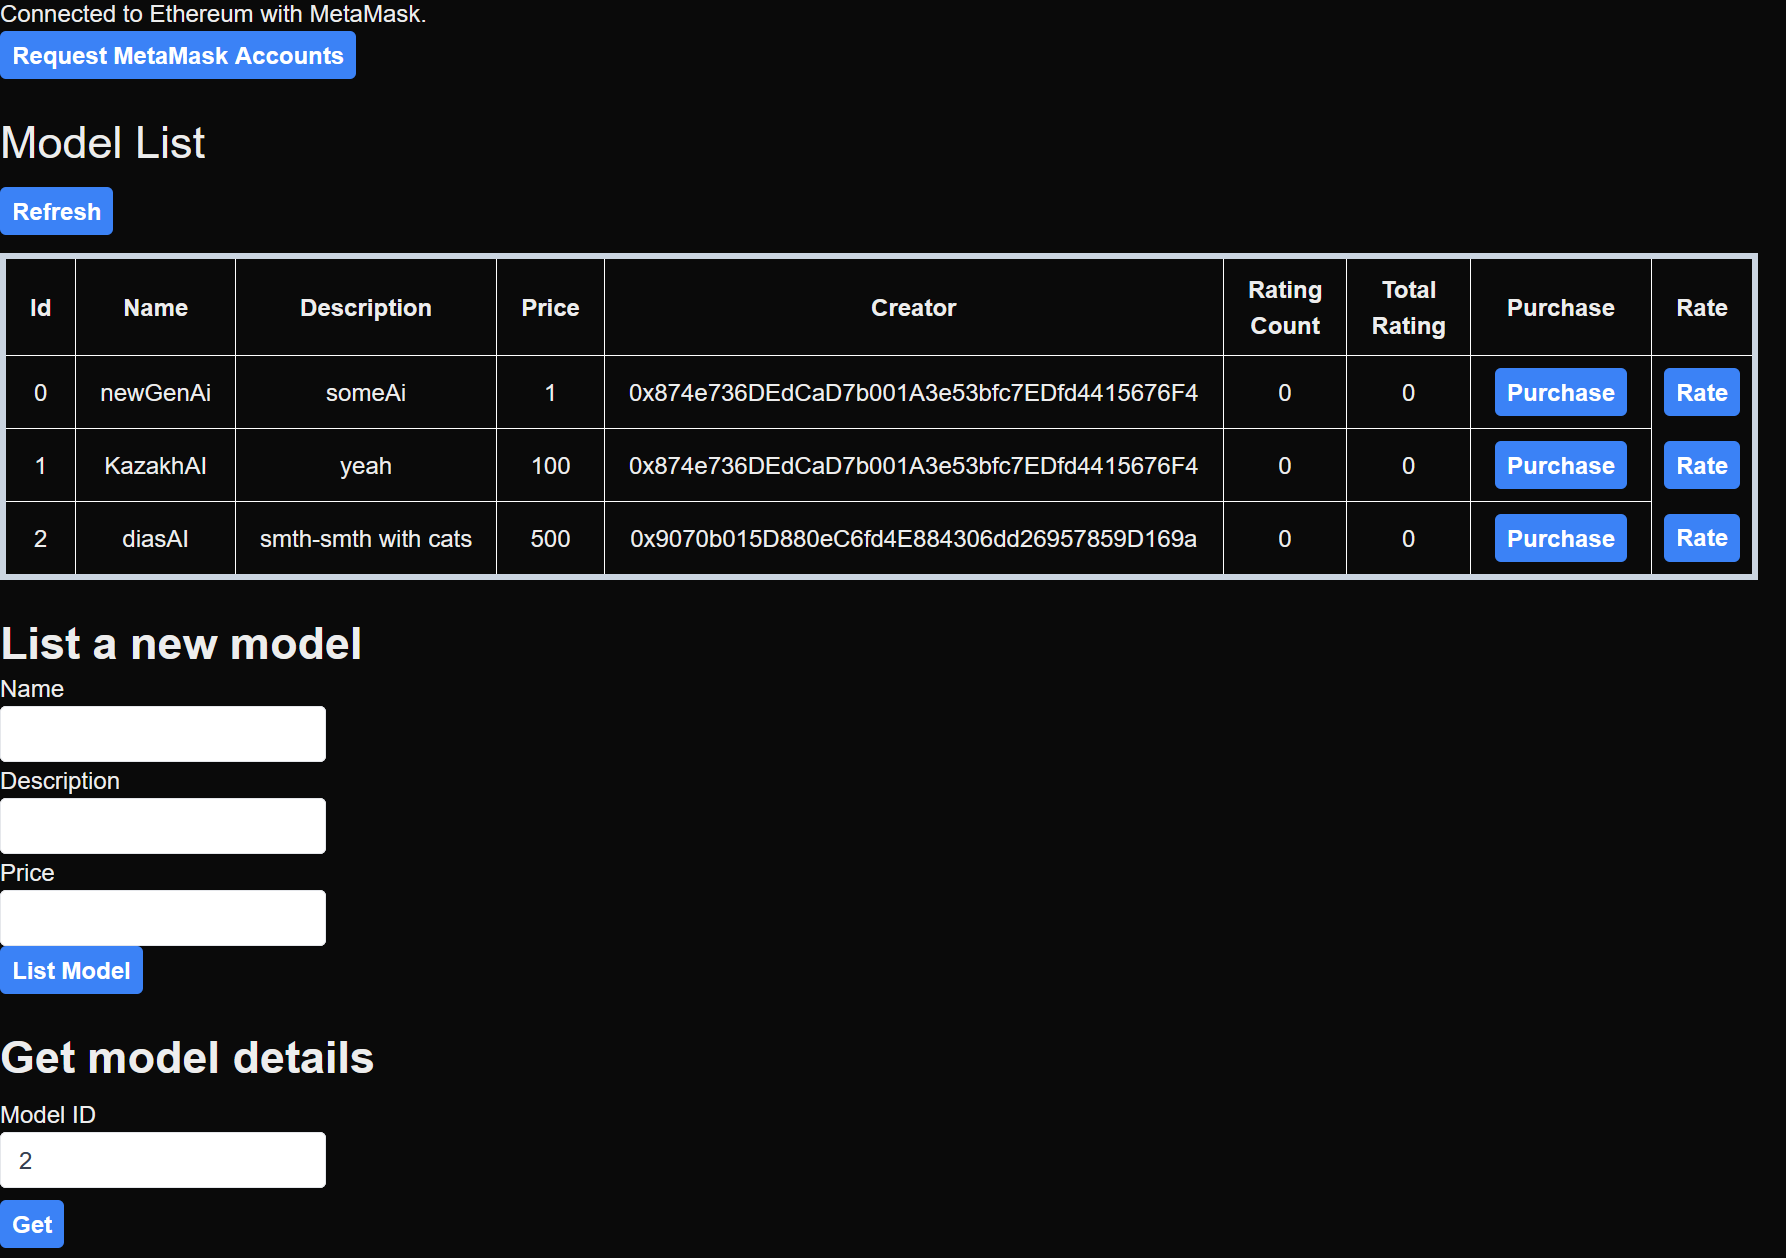 Connected to Ethereum with MetaMask.
Request MetaMask Accounts
Model List
Refresh
Id Name Description Price Creator Rating Count Total Rating Purchase Rate
0 newGenAi someAi 1 0x874e736DEdCaD7b001A3e53bfc7EDfd4415676F4 0 0 Purchase Rate
1 KazakhAI yeah 100 0x874e736DEdCaD7b001A3e53bfc7EDfd4415676F4 0 0 Purchase Rate
2 diasAI smth-smth with cats 500 0x9070b015D880eC6fd4E884306dd26957859D169a 0 0 Purchase Rate
List a new model
Name
Description
Price
List Model
Get model details
Model ID
2
Get